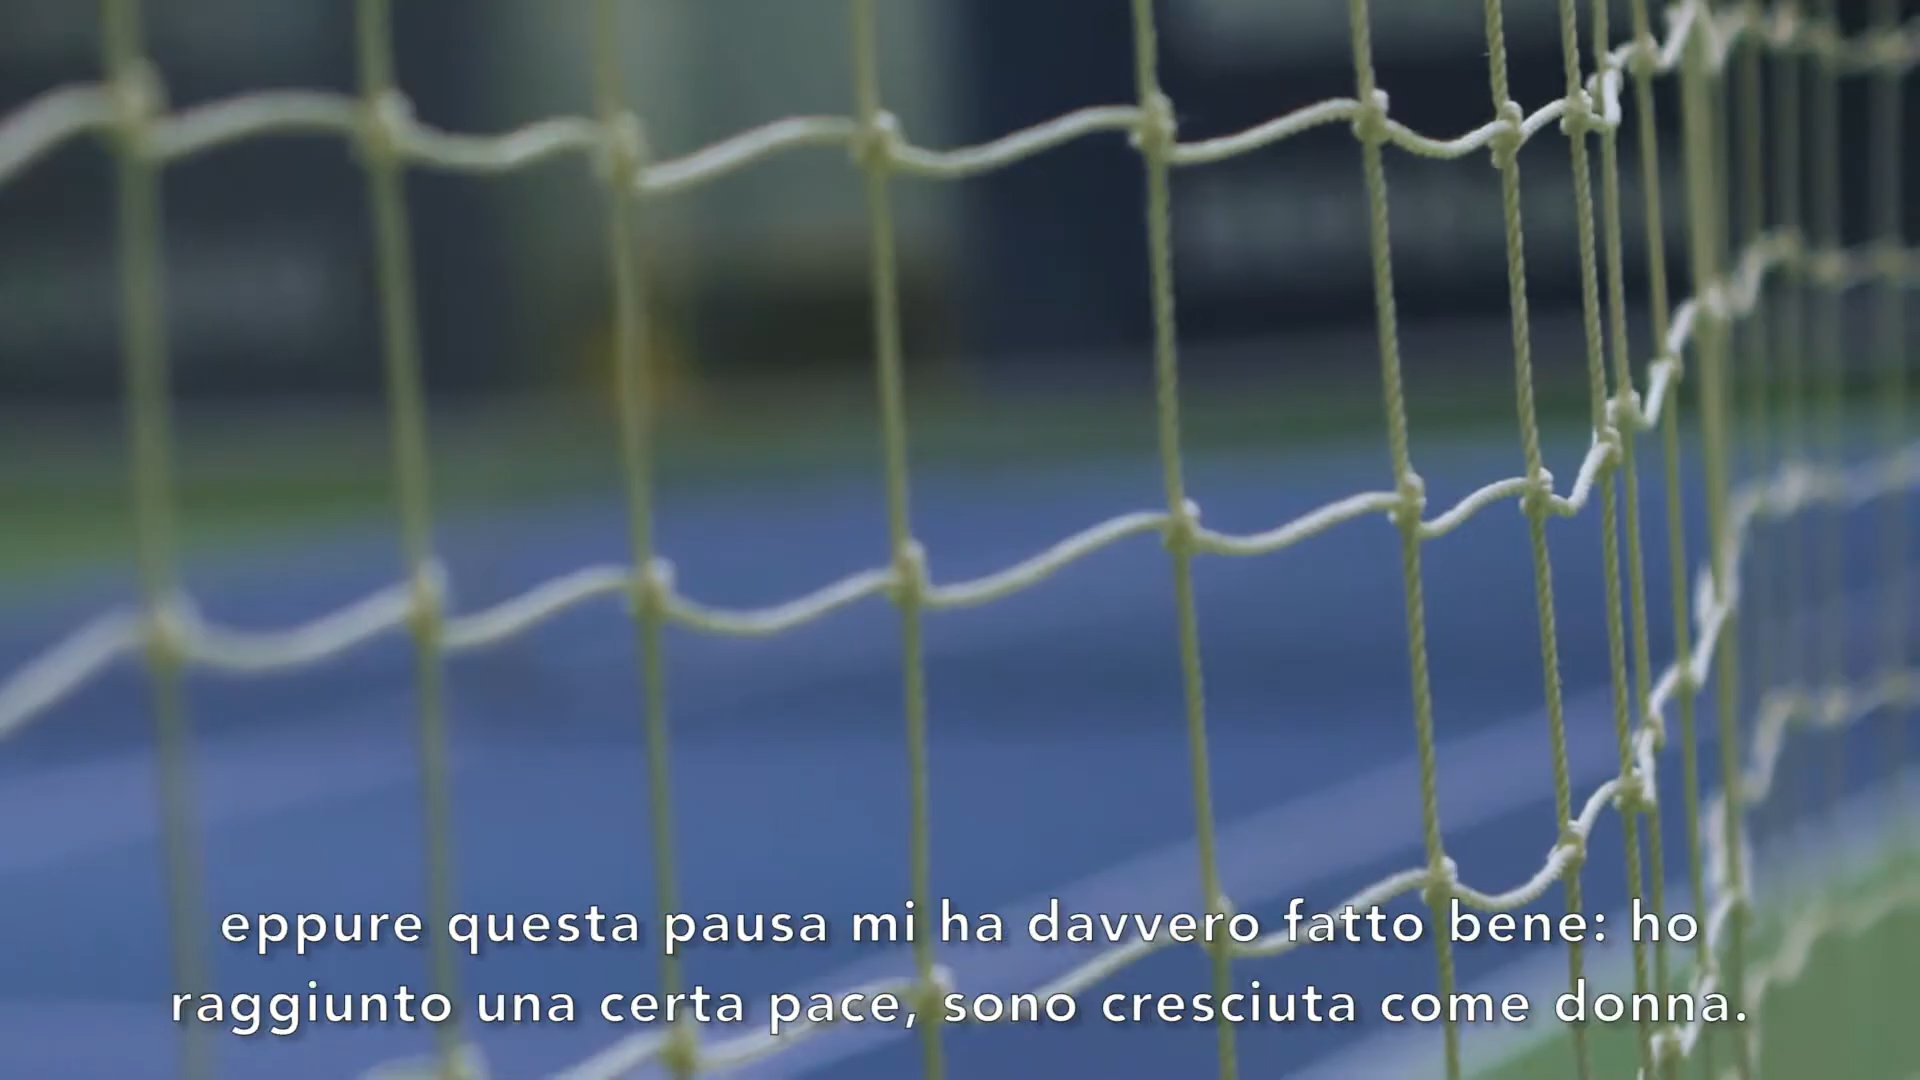 eppure questa pausa mi ha davvero fatto bene: ho
raggiunto una certa pace, sono cresciuta come donna.